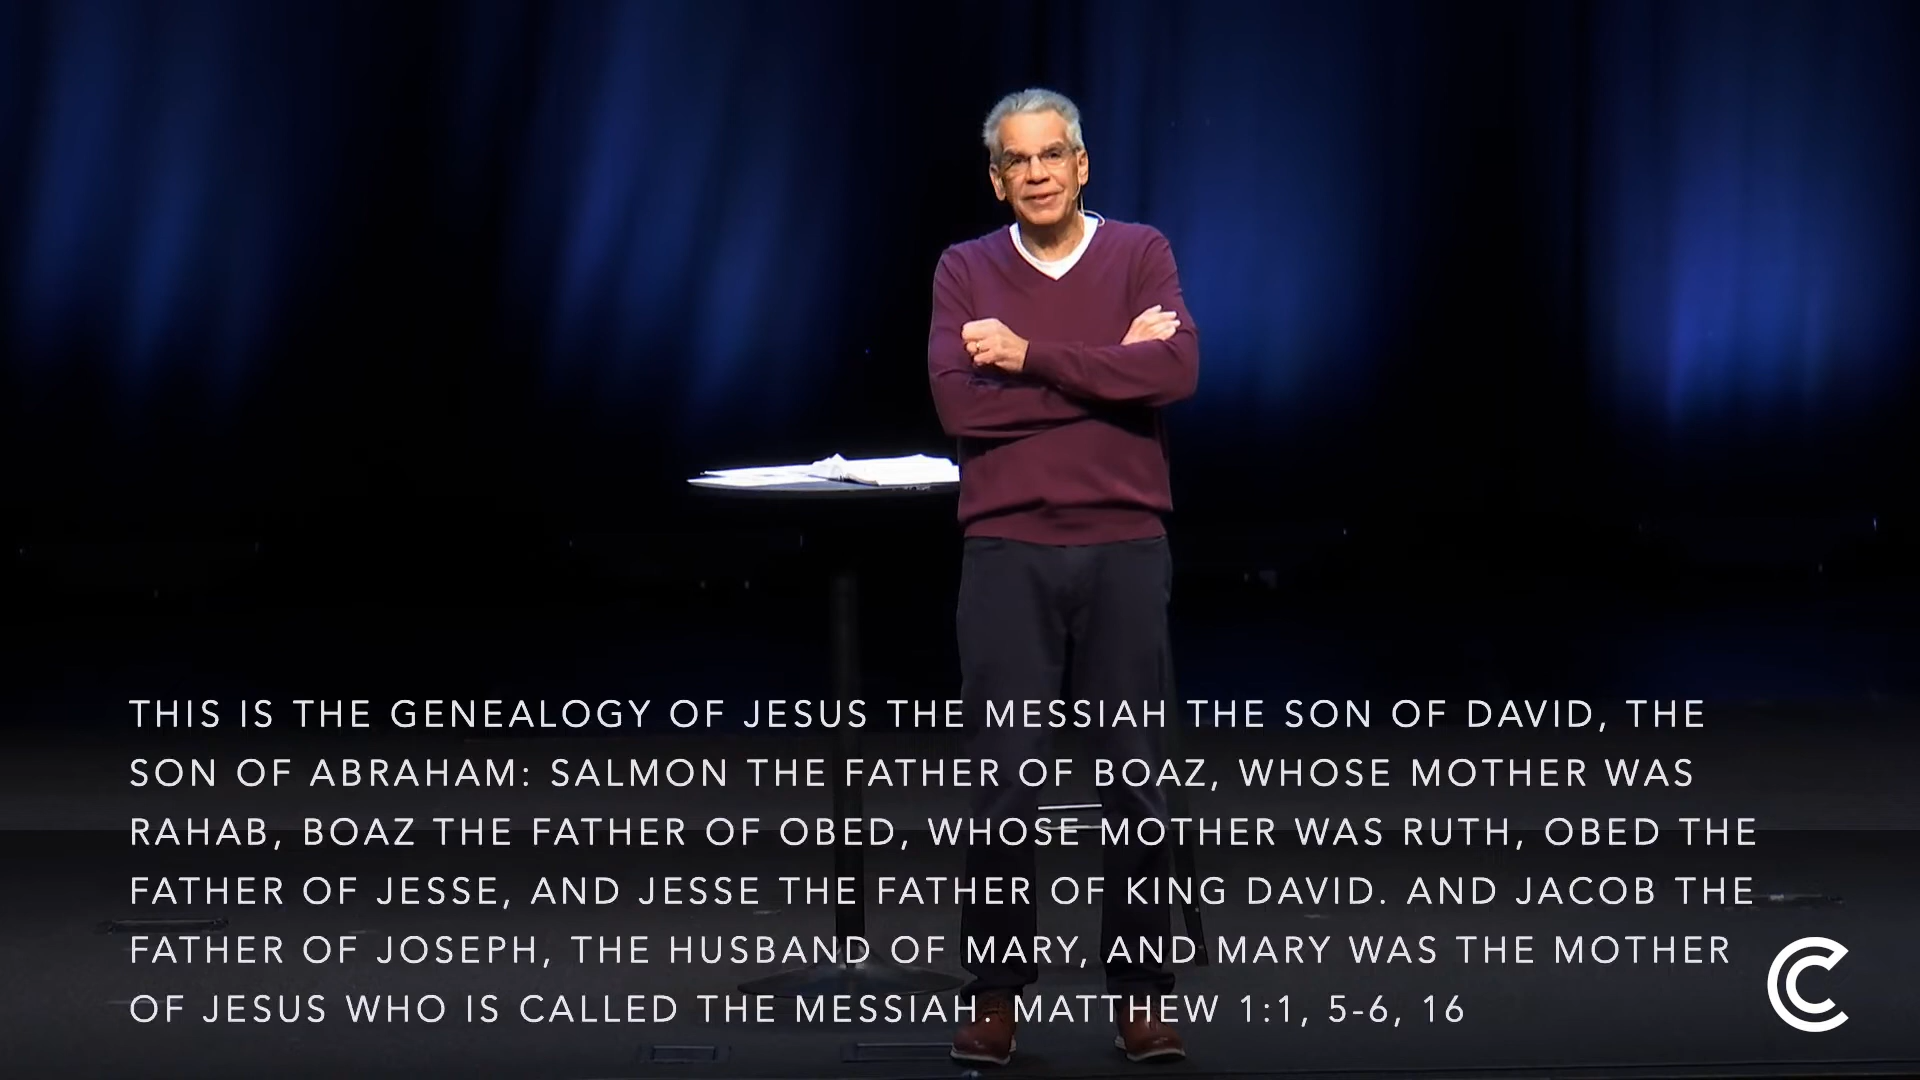 THIS IS THE GENEALOGY OF JESUS THE MESSIAH THE SON OF DAVID, THE
SON OF ABRAHAM: SALMON THE FATHER OF BOAZ, WHOSE MOTHER WAS
RAHAB, BOAZ THE FATHER OF OBED, WHOSE MOTHER WAS RUTH, OBED THE
FATHER OF JESSE, AND JESSE THE FATHER OF KING DAVID. AND JACOB THE
FATHER OF JOSEPH, THE HUSBAND OF MARY, AND MARY WAS THE MOTHER
OF JESUS WHO IS CALLED THE MESSIAH. MATTHEW 1:1, 5-6, 16